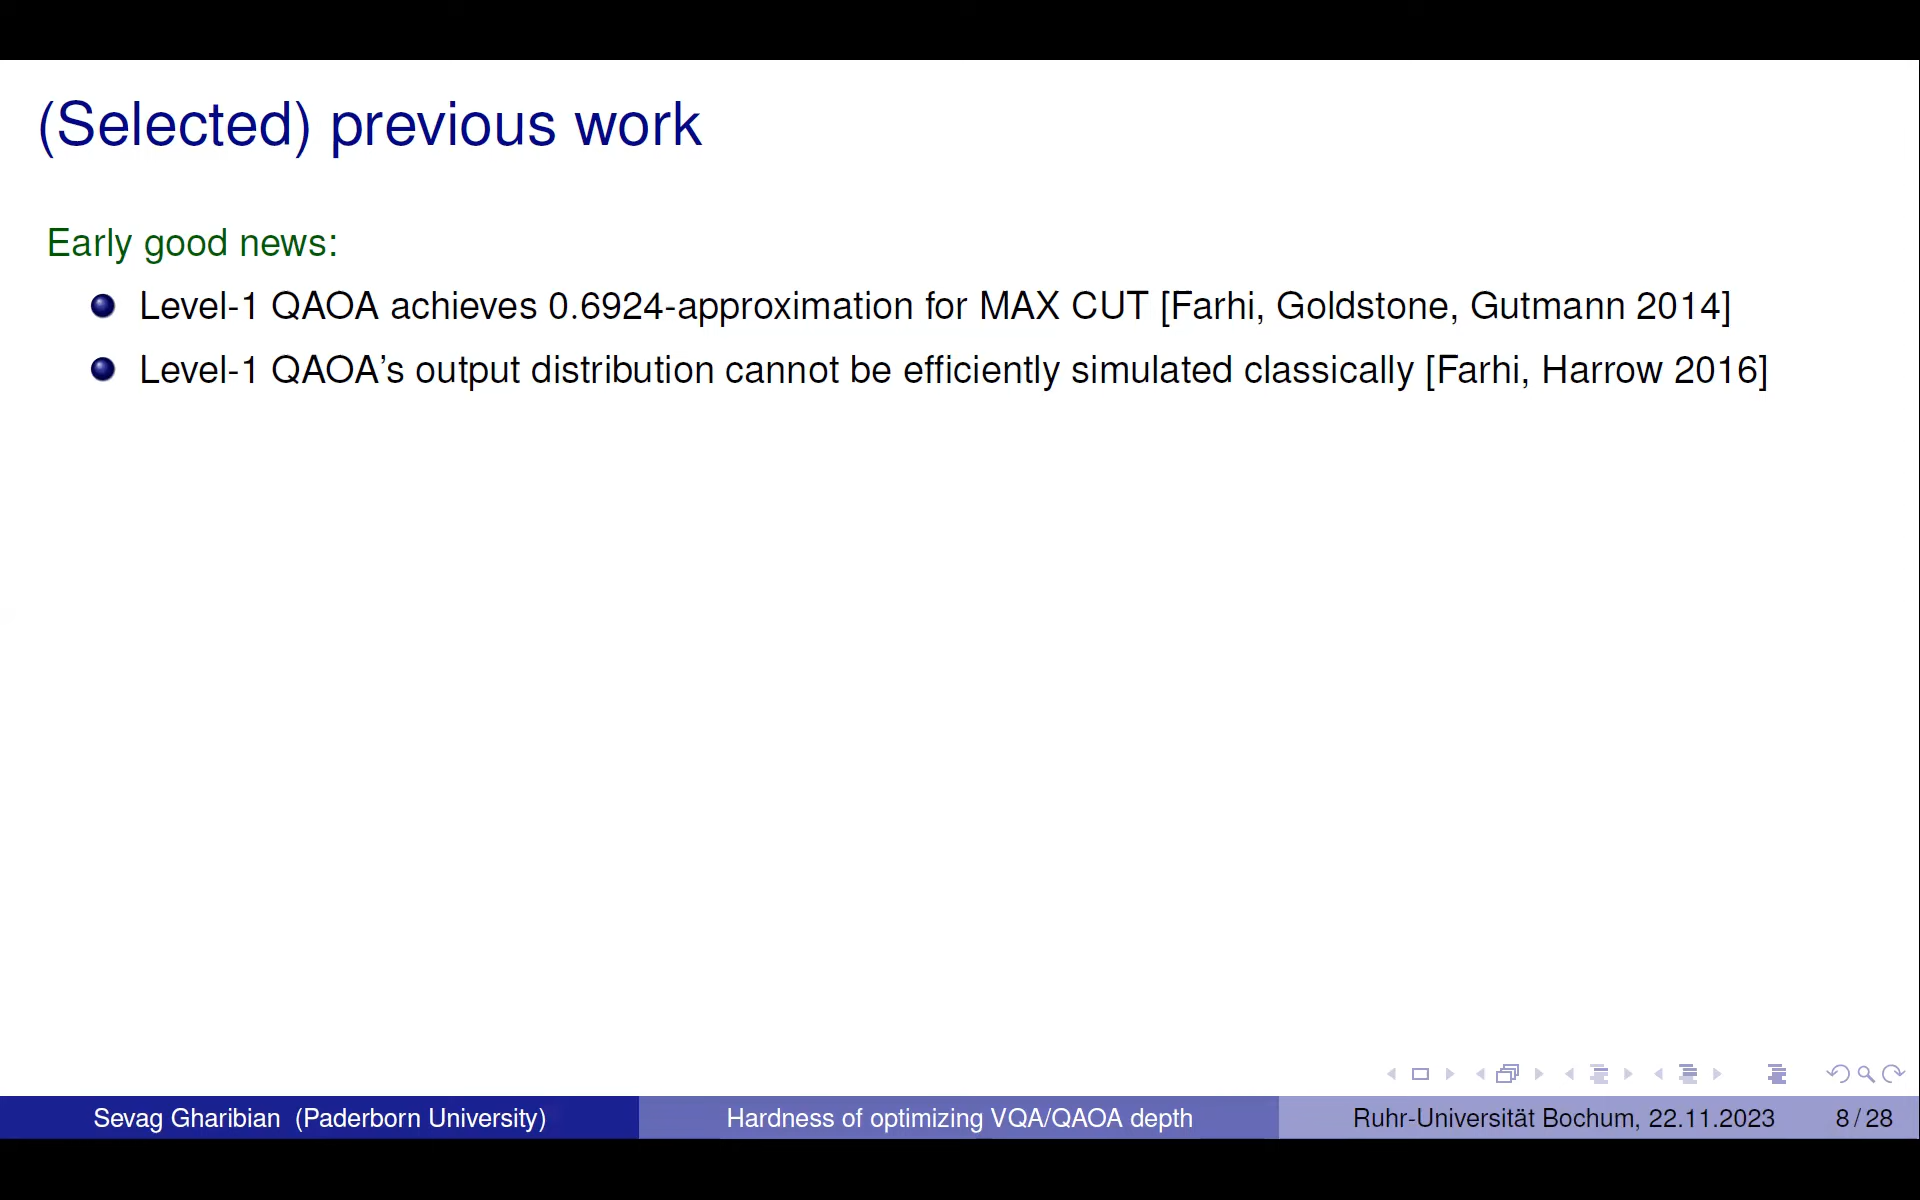 (Selected) previous work
Early good news:
Level-1 QAOA achieves 0.6924-approximation for MAX CUT [Farhi, Goldstone, Gutmann 2014]
Level-1 QAOA's output distribution cannot be efficiently simulated classically [Farhi, Harrow 2016]
Sevag Gharibian (Paderborn University)
Hardness of optimizing VQA/QAOA depth
Ruhr-Universität Bochum, 22.11.2023
8 / 28